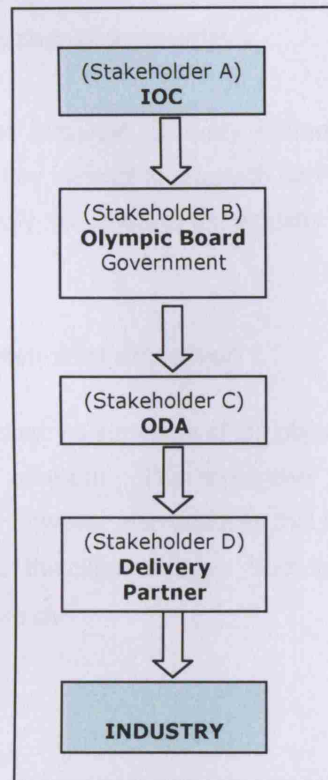 (Stakeholder A)
IOC
(Stakeholder B)
Olympic Board
Government
(Stakeholder C)
ODA
(Stakeholder D)
Delivery
Partner
INDUSTRY